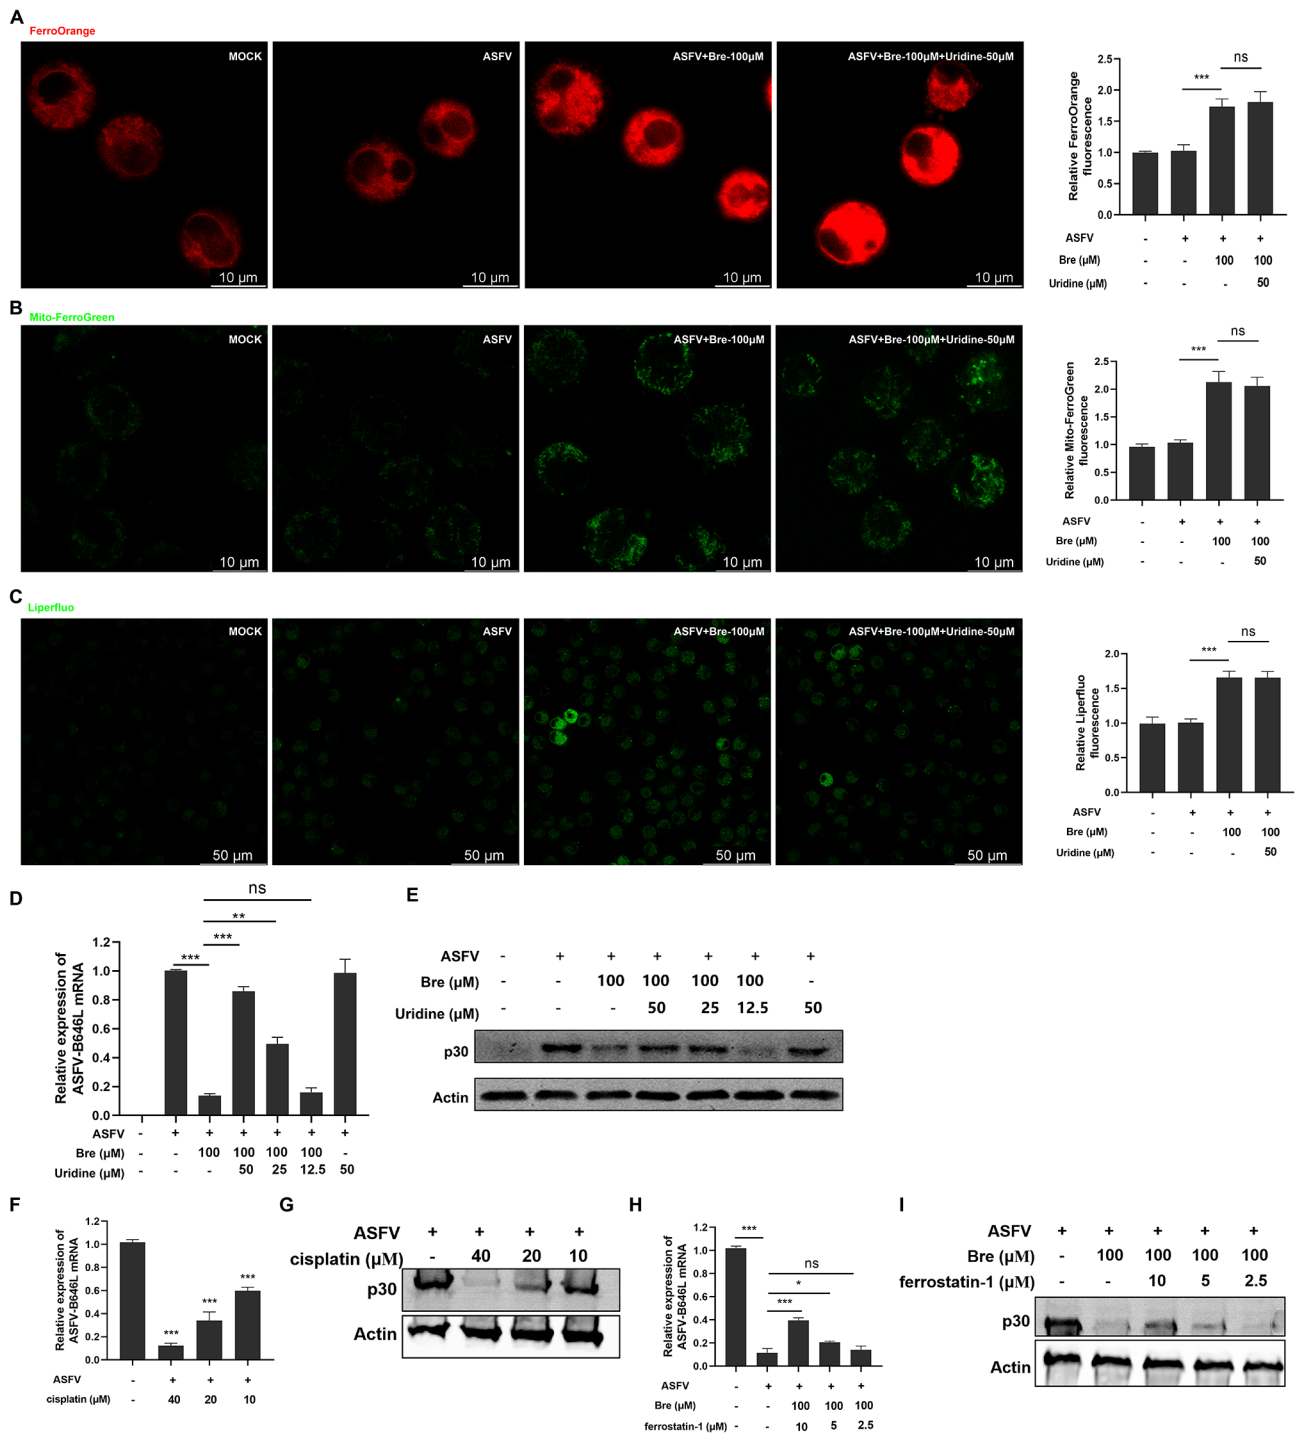 A
FerroOrange
MOCK
ASFV
ASFV+Bre-100μM
ASFV+Bre-100μM+Uridine-50μM
10 μm
10 μm
10 μm
10 μm
Relative FerroOrange
fluorescence
2.5
2.0
1.5
1.0
0.5
0.0
***
ns
ASFV - + + +
Bre (μM) - - 100 100
Uridine (μM) - - - 50
B
Mito-FerroGreen
MOCK
ASFV
ASFV+Bre-100μM
ASFV+Bre-100μM+Uridine-50μM
10 μm
10 μm
10 μm
10 μm
Relative Mito-FerroGreen
fluorescence
2.5
2.0
1.5
1.0
0.5
0.0
***
ns
ASFV - + + +
Bre (μM) - - 100 100
Uridine (μM) - - - 50
C
Liperfluo
MOCK
ASFV
ASFV+Bre-100μM
ASFV+Bre-100μM+Uridine-50μM
50 μm
50 μm
50 μm
50 μm
Relative Liperfluo
fluorescence
2.0
1.5
1.0
0.5
0.0
***
ns
ASFV - + + +
Bre (μM) - - 100 100
Uridine (μM) - - - 50
D
Relative expression of
ASFV-B646L mRNA
1.2
1.0
0.8
0.6
0.4
0.2
0.0
ns
**
***
***
ASFV - + + + + + +
Bre (μM) - - 100 100 100 100 -
Uridine (μM) - - - 50 25 12.5 50
E
ASFV - + + + + + +
Bre (μM) - - 100 100 100 100 -
Uridine (μM) - - - 50 25 12.5 50
p30
Actin
F
Relative expression of
ASFV-B646L mRNA
1.2
1.0
0.8
0.6
0.4
0.2
0.0
***
***
***
ASFV - + + +
cisplatin (μM) - 40 20 10
G
ASFV + + + +
cisplatin (μM) - 40 20 10
p30
Actin
H
Relative expression of
ASFV-B646L mRNA
1.2
1.0
0.8
0.6
0.4
0.2
0.0
***
ns
*
***
ASFV - + + + +
Bre (μM) - - 100 100 100
ferrostatin-1 (μM) - - 10 5 2.5
I
ASFV + + + + +
Bre (μM) - 100 100 100 100
ferrostatin-1 (μM) - - 10 5 2.5
p30
Actin